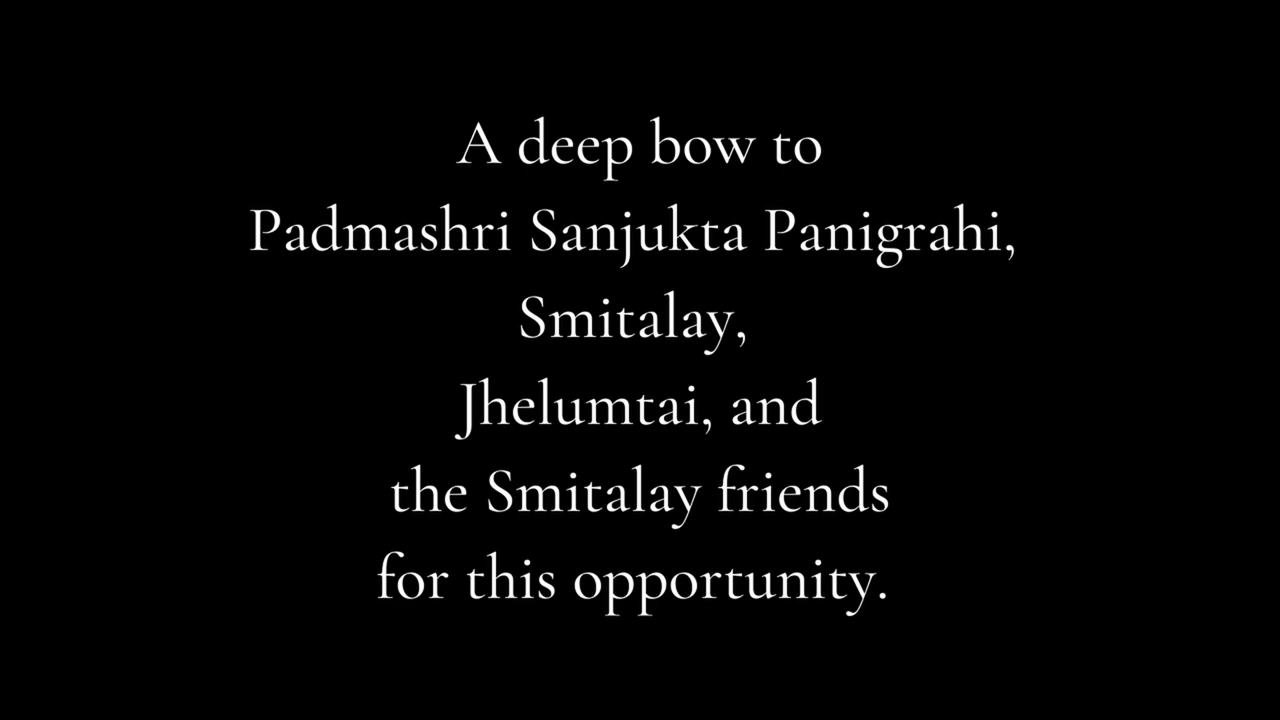 A deep bow to
Padmashri Sanjukta Panigrahi,
Smitalay,
Jhelumtai, and
the Smitalay friends
for this opportunity.